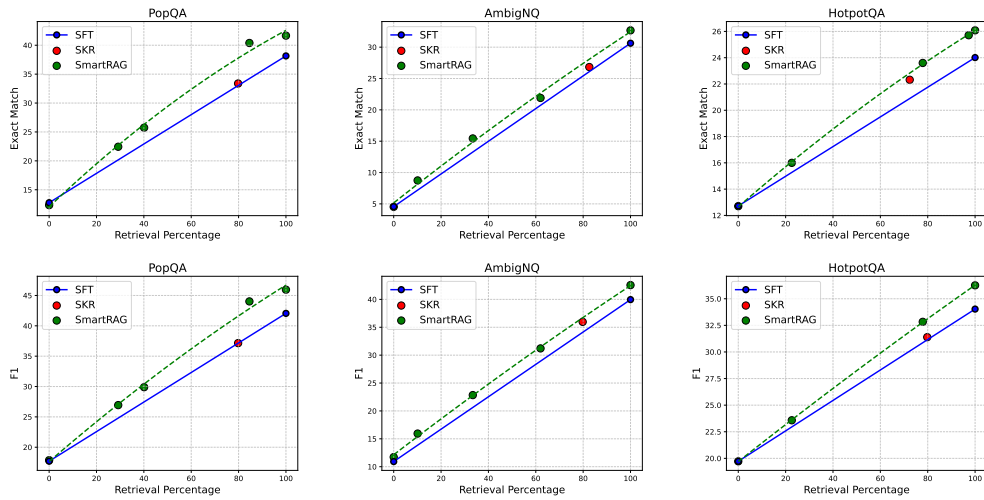 PopQA
SFT
SKR
SmartRAG
Exact Match
40
35
30
25
20
15
0 20 40 60 80 100
Retrieval Percentage
AmbigNQ
SFT
SKR
SmartRAG
Exact Match
30
25
20
15
10
5
0 20 40 60 80 100
Retrieval Percentage
HotpotQA
SFT
SKR
SmartRAG
Exact Match
26
24
22
20
18
16
14
12
0 20 40 60 80 100
Retrieval Percentage
PopQA
SFT
SKR
SmartRAG
F1
45
40
35
30
25
20
0 20 40 60 80 100
Retrieval Percentage
AmbigNQ
SFT
SKR
SmartRAG
F1
40
35
30
25
20
15
10
0 20 40 60 80 100
Retrieval Percentage
HotpotQA
SFT
SKR
SmartRAG
F1
35.0
32.5
30.0
27.5
25.0
22.5
20.0
0 20 40 60 80 100
Retrieval Percentage